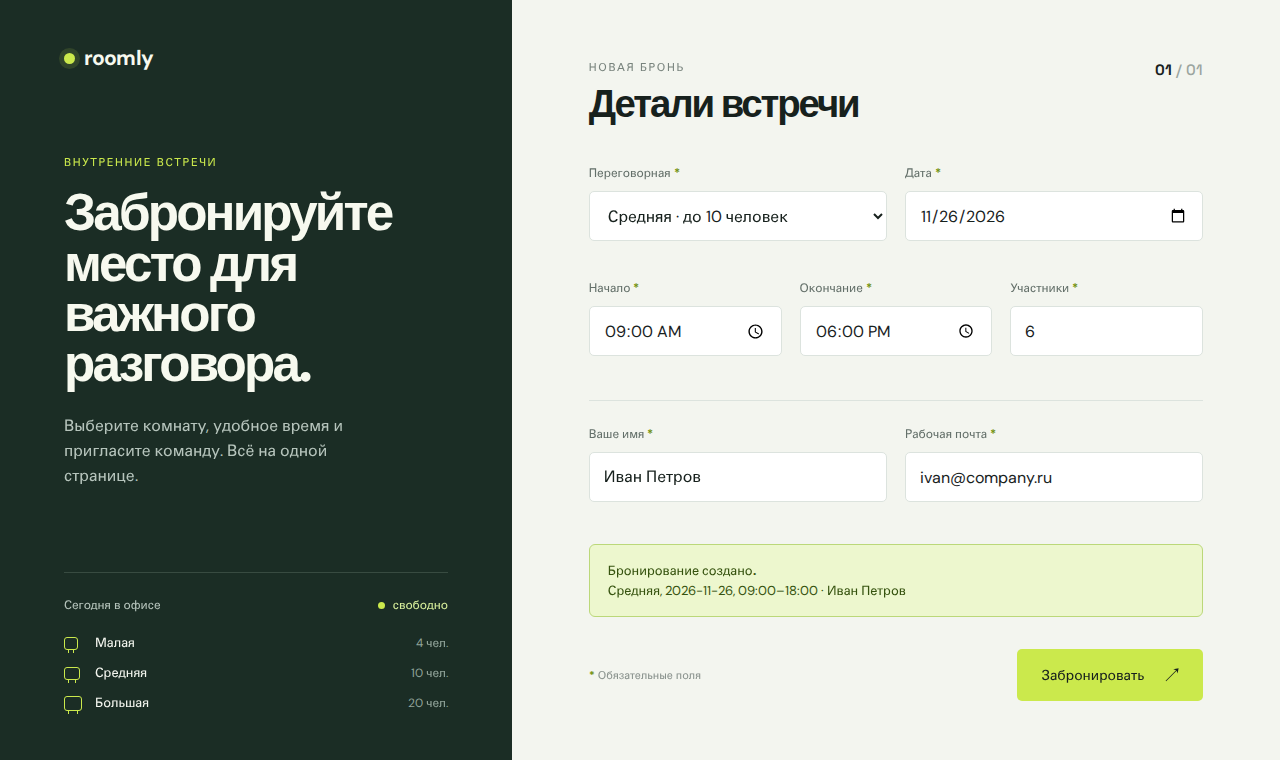 roomly
ВНУТРЕННИЕ ВСТРЕЧИ
Забронируйте
место для
важного
разговора.
Выберите комнату, удобное время и
пригласите команду. Всё на одной
странице.
Сегодня в офисе
свободно
Малая
4 чел.
Средняя
10 чел.
Большая
20 чел.
НОВАЯ БРОНЬ
01 / 01
Детали встречи
Переговорная *
Дата *
Средняя · до 10 человек
11/26/2026
Начало *
Окончание *
Участники *
09:00 AM
06:00 PM
6
Ваше имя *
Рабочая почта *
Иван Петров
ivan@company.ru
Бронирование создано.
Средняя, 2026-11-26, 09:00–18:00 · Иван Петров
* Обязательные поля
Забронировать ↗